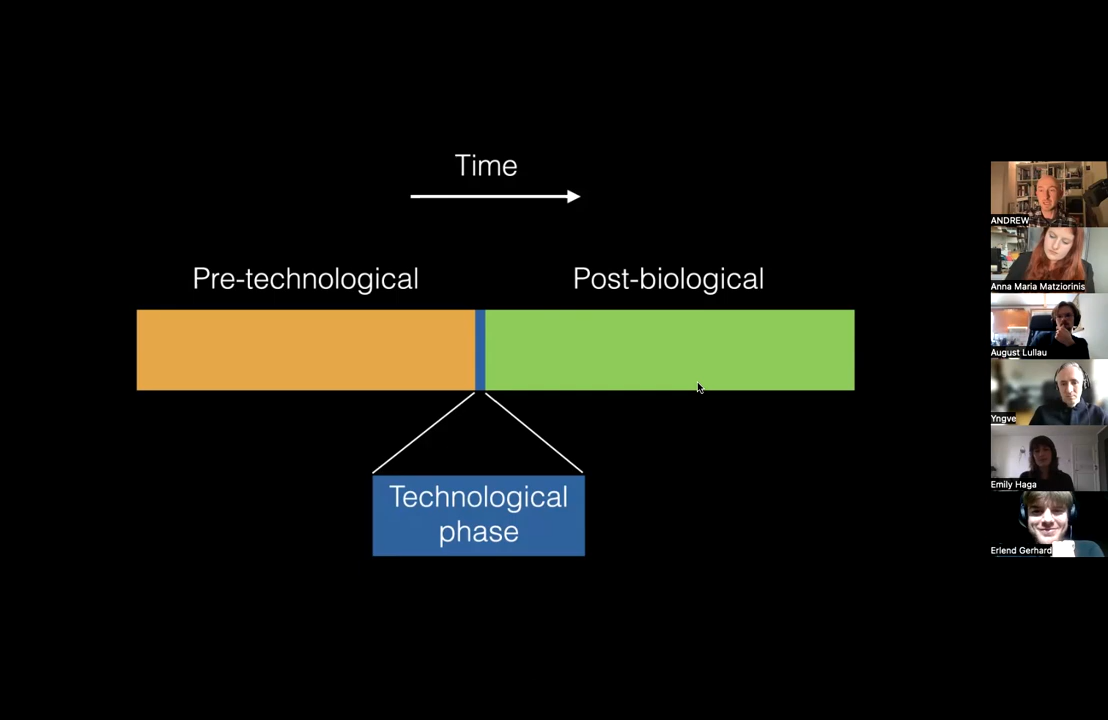 Time
Pre-technological
Post-biological
Technological
phase
ANDREW
Anna Maria Matziorinis
August Lullau
Yngve
Emily Haga
Erlend Gerhard